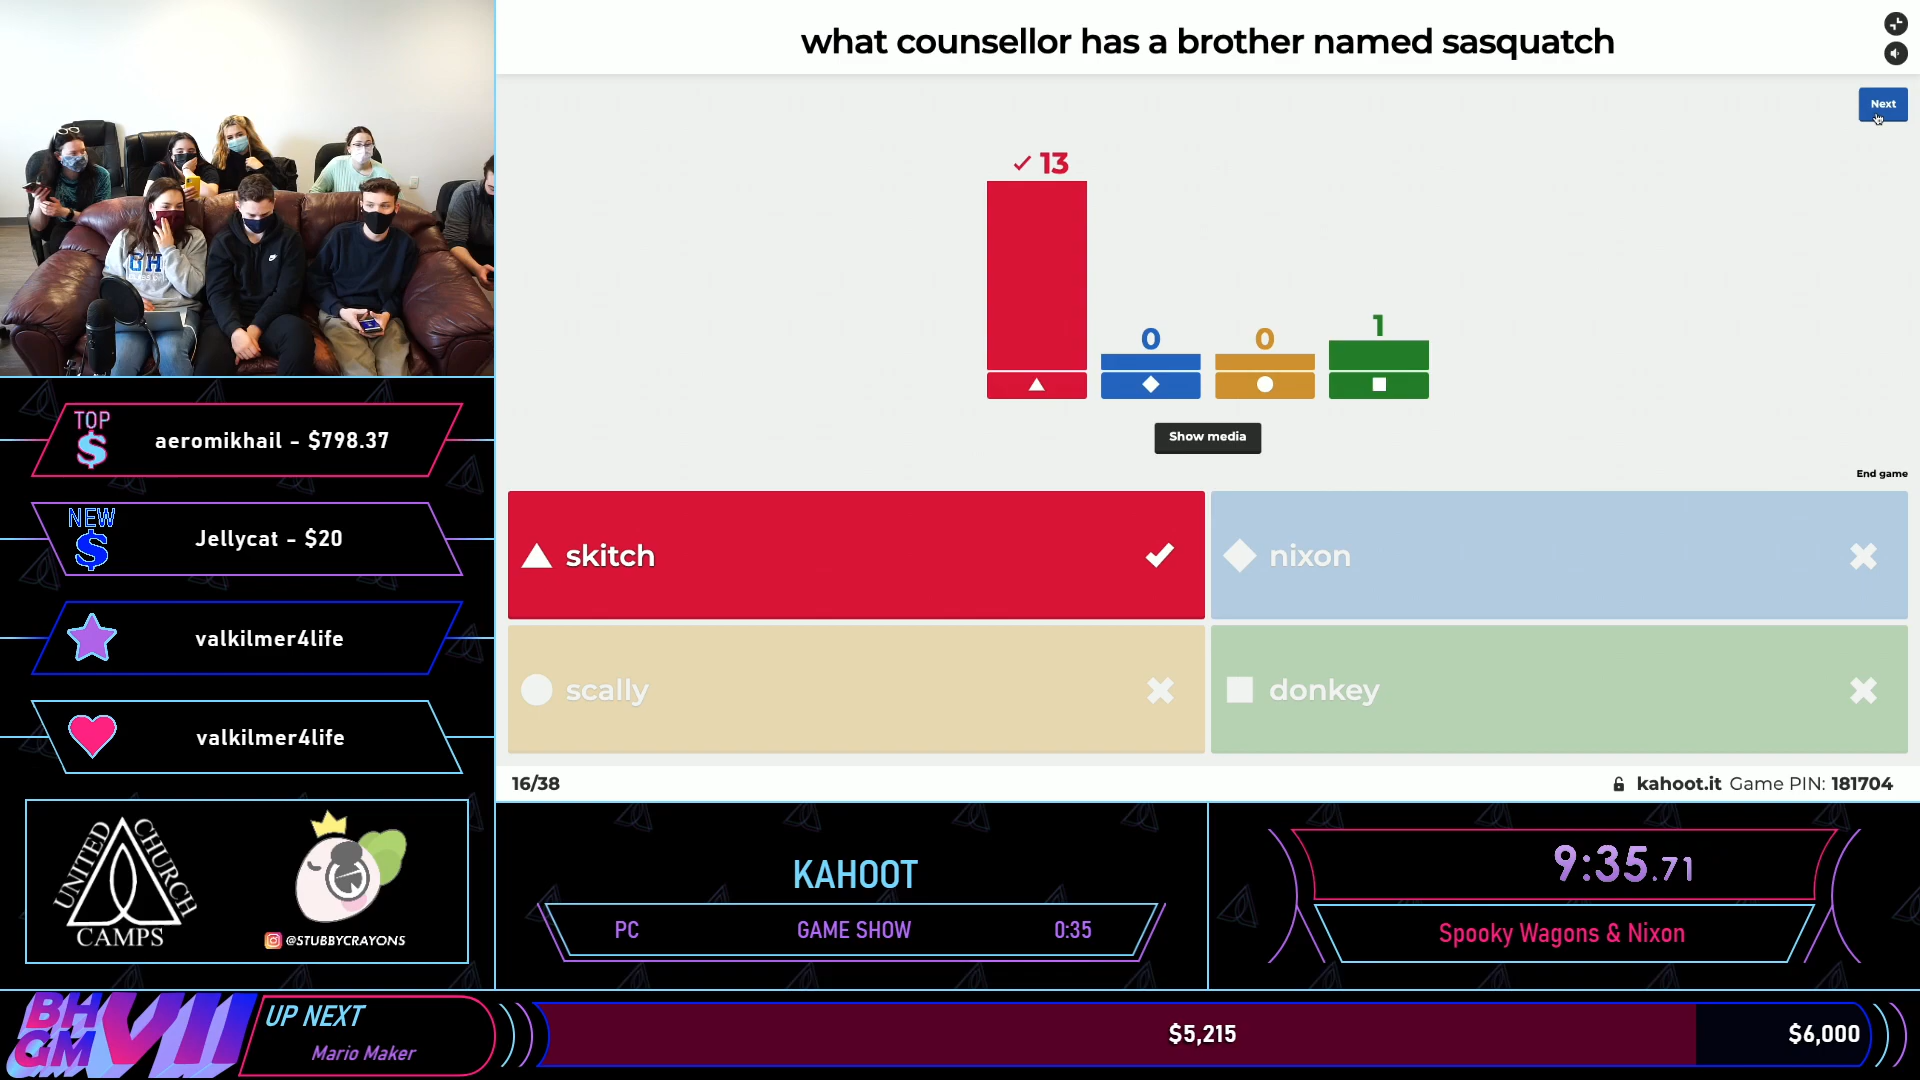 what counsellor has a brother named sasquatch
Next
13
0
0
1
Show media
End game
skitch
nixon
scally
donkey
16/38
kahoot.it Game PIN: 181704
BH
TOP
$
aeromikhail - $798.37
NEW
$
Jellycat - $20
valkilmer4life
valkilmer4life
UNITED CHURCH
CAMPS
@STUBBYCRAYONS
KAHOOT
PC GAME SHOW 0:35
9:35.71
Spooky Wagons & Nixon
BH
GM
VII
UP NEXT
Mario Maker
$5,215
$6,000